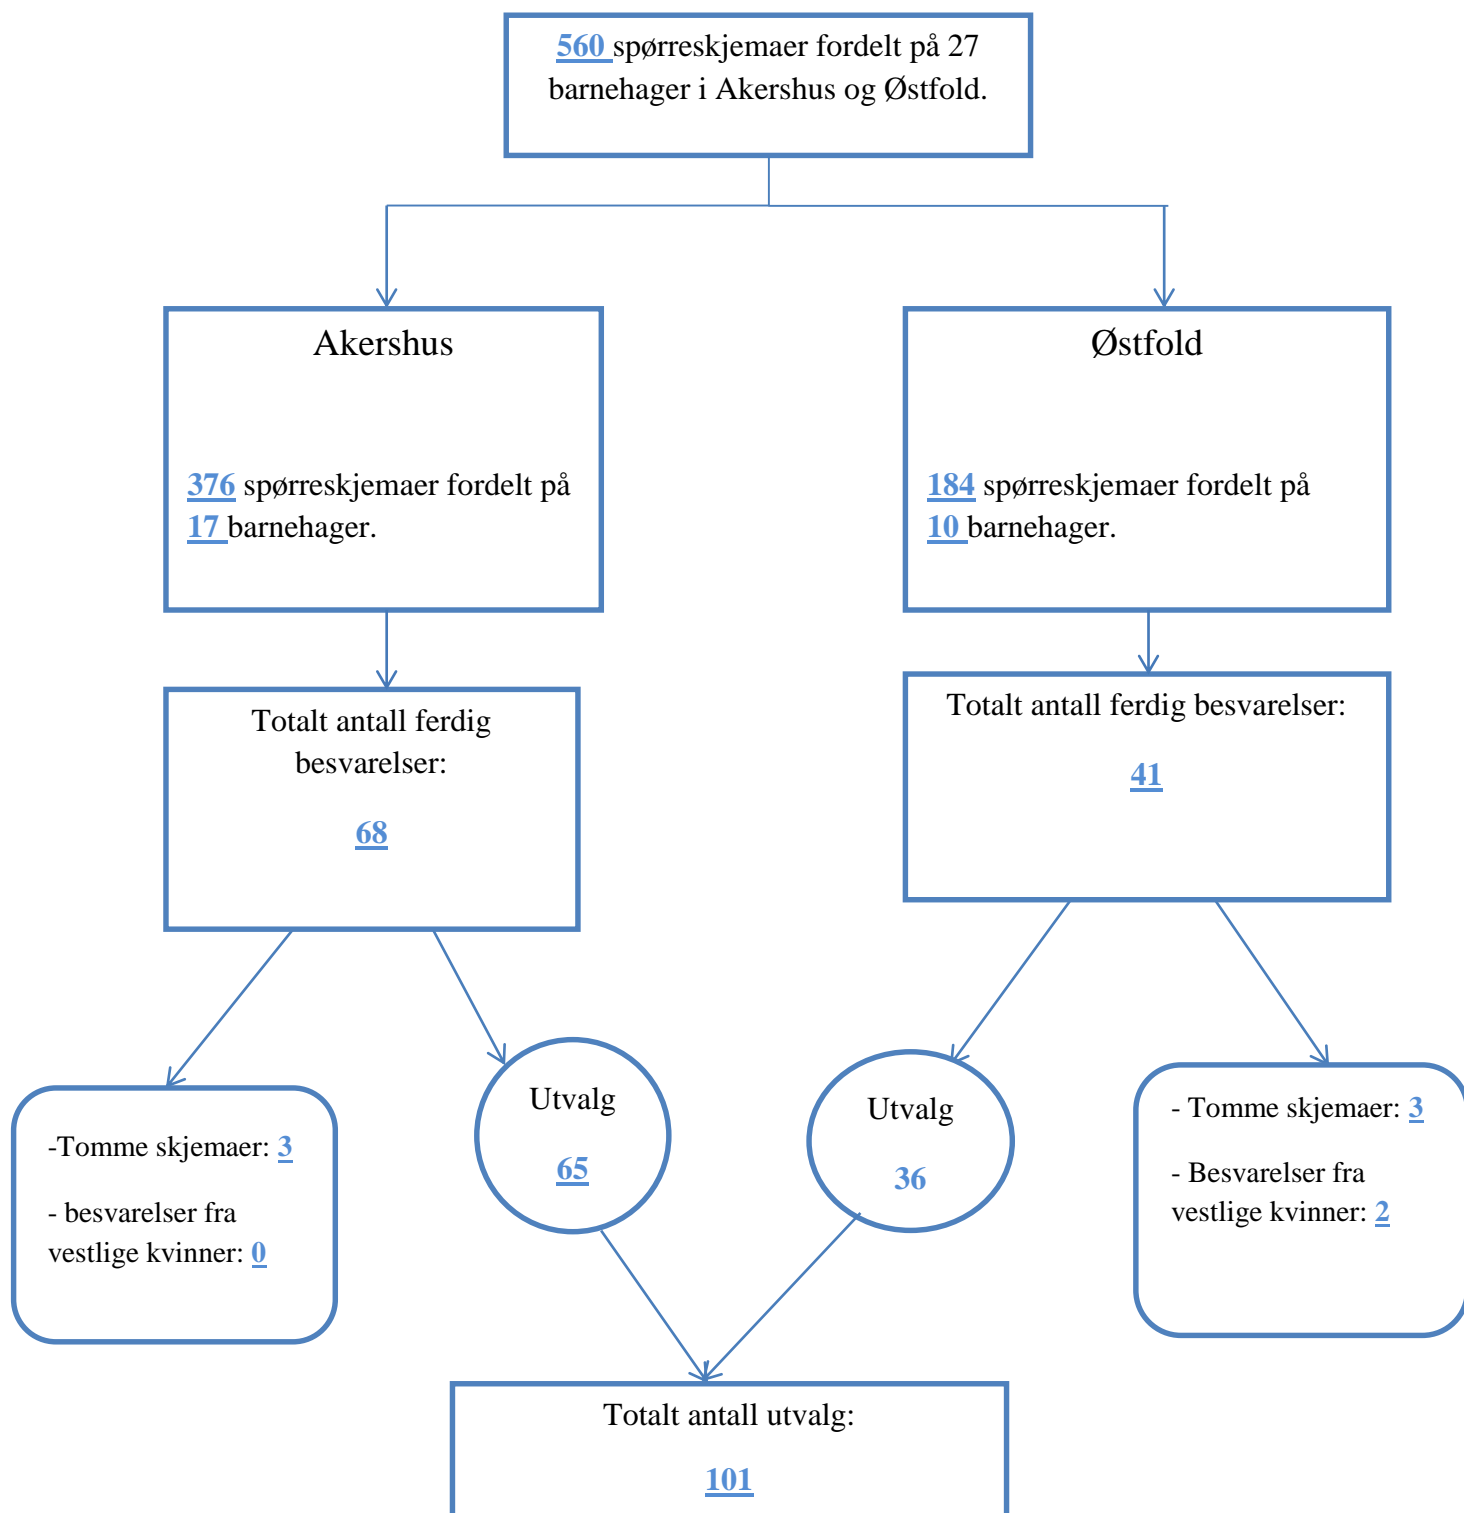 560 spørreskjemaer fordelt på 27
barnehager i Akershus og Østfold.
Akershus
376 spørreskjemaer fordelt på
17 barnehager.
Østfold
184 spørreskjemaer fordelt på
10 barnehager.
Totalt antall ferdig
besvarelser:
68
Totalt antall ferdig besvarelser:
41
-Tomme skjemaer: 3
- besvarelser fra
vestlige kvinner: 0
Utvalg
65
Utvalg
36
- Tomme skjemaer: 3
- Besvarelser fra
vestlige kvinner: 2
Totalt antall utvalg:
101